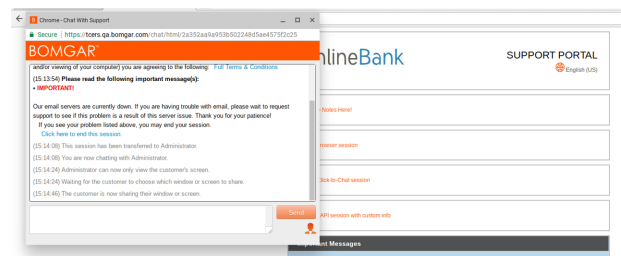 Chrome - Chat With Support
Secure https://tcers.qa.bomgar.com/chat/html/2a352aa9a953b502248d5ae4575f2c25
BOMGAR
and/or viewing of your computer) you are agreeing to the following: Full Terms & Conditions
(15:13:54) Please read the following important message(s):
• IMPORTANT!
Our email servers are currently down. If you are having trouble with email, please wait to request
support to see if this problem is a result of this server issue. Thank you for your patience!
If you see your problem listed above, you may end your session.
Click here to end this session.
(15:14:08) This session has been transferred to Administrator.
(15:14:08) You are now chatting with Administrator.
(15:14:24) Administrator can now only view the customer's screen.
(15:14:24) Waiting for the customer to choose which window or screen to share.
(15:14:46) The customer is now sharing their window or screen.
Send
nlineBank
SUPPORT PORTAL
English (US)
Notes Here!
rowser session
lick-to-Chat session
API session with custom info
ortant Messages